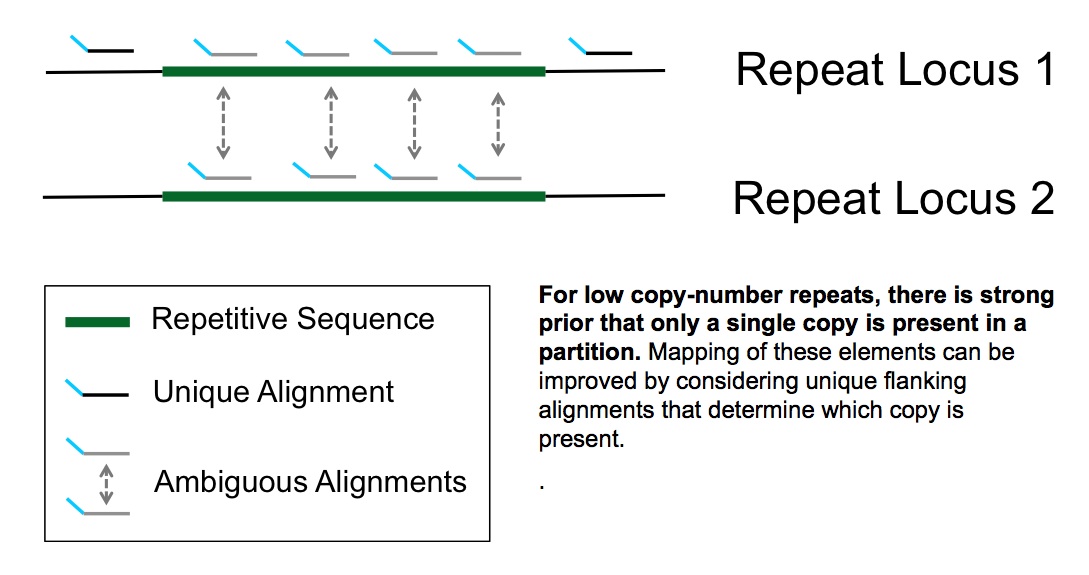 Repeat Locus 1
Repeat Locus 2
Repetitive Sequence
Unique Alignment
Ambiguous Alignments
For low copy-number repeats, there is strong
prior that only a single copy is present in a
partition. Mapping of these elements can be
improved by considering unique flanking
alignments that determine which copy is
present.
.